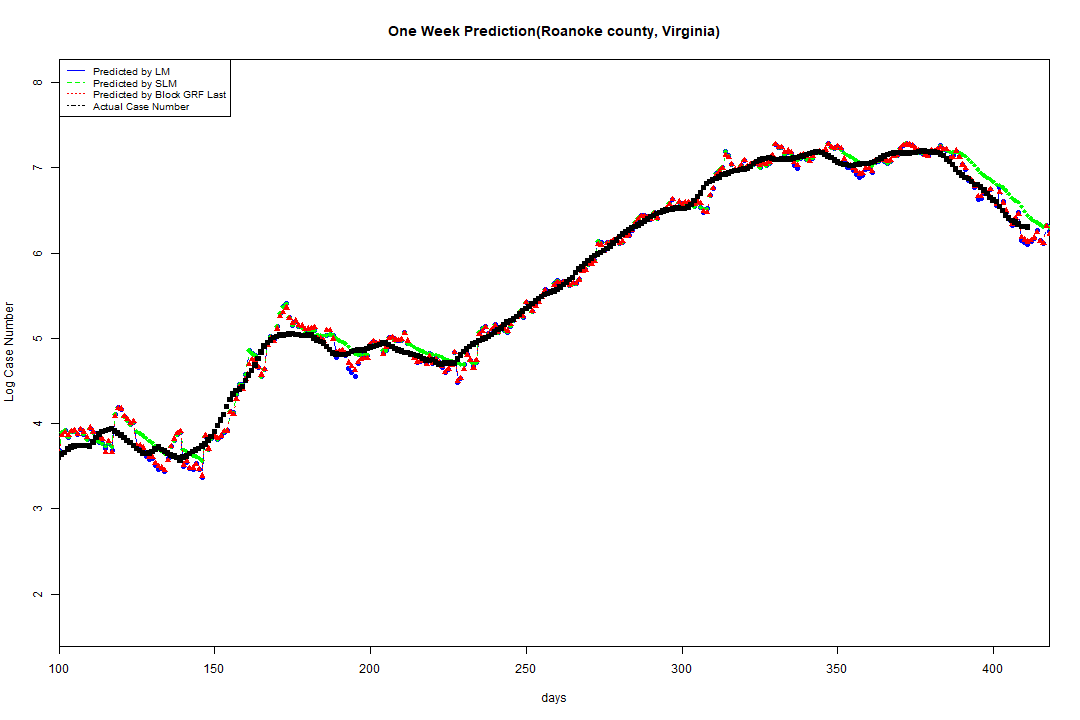 One Week Prediction(Roanoke county, Virginia)
Predicted by LM
Predicted by SLM
Predicted by Block GRF Last
Actual Case Number
8
7
6
5
4
3
2
Log Case Number
100 150 200 250 300 350 400
days